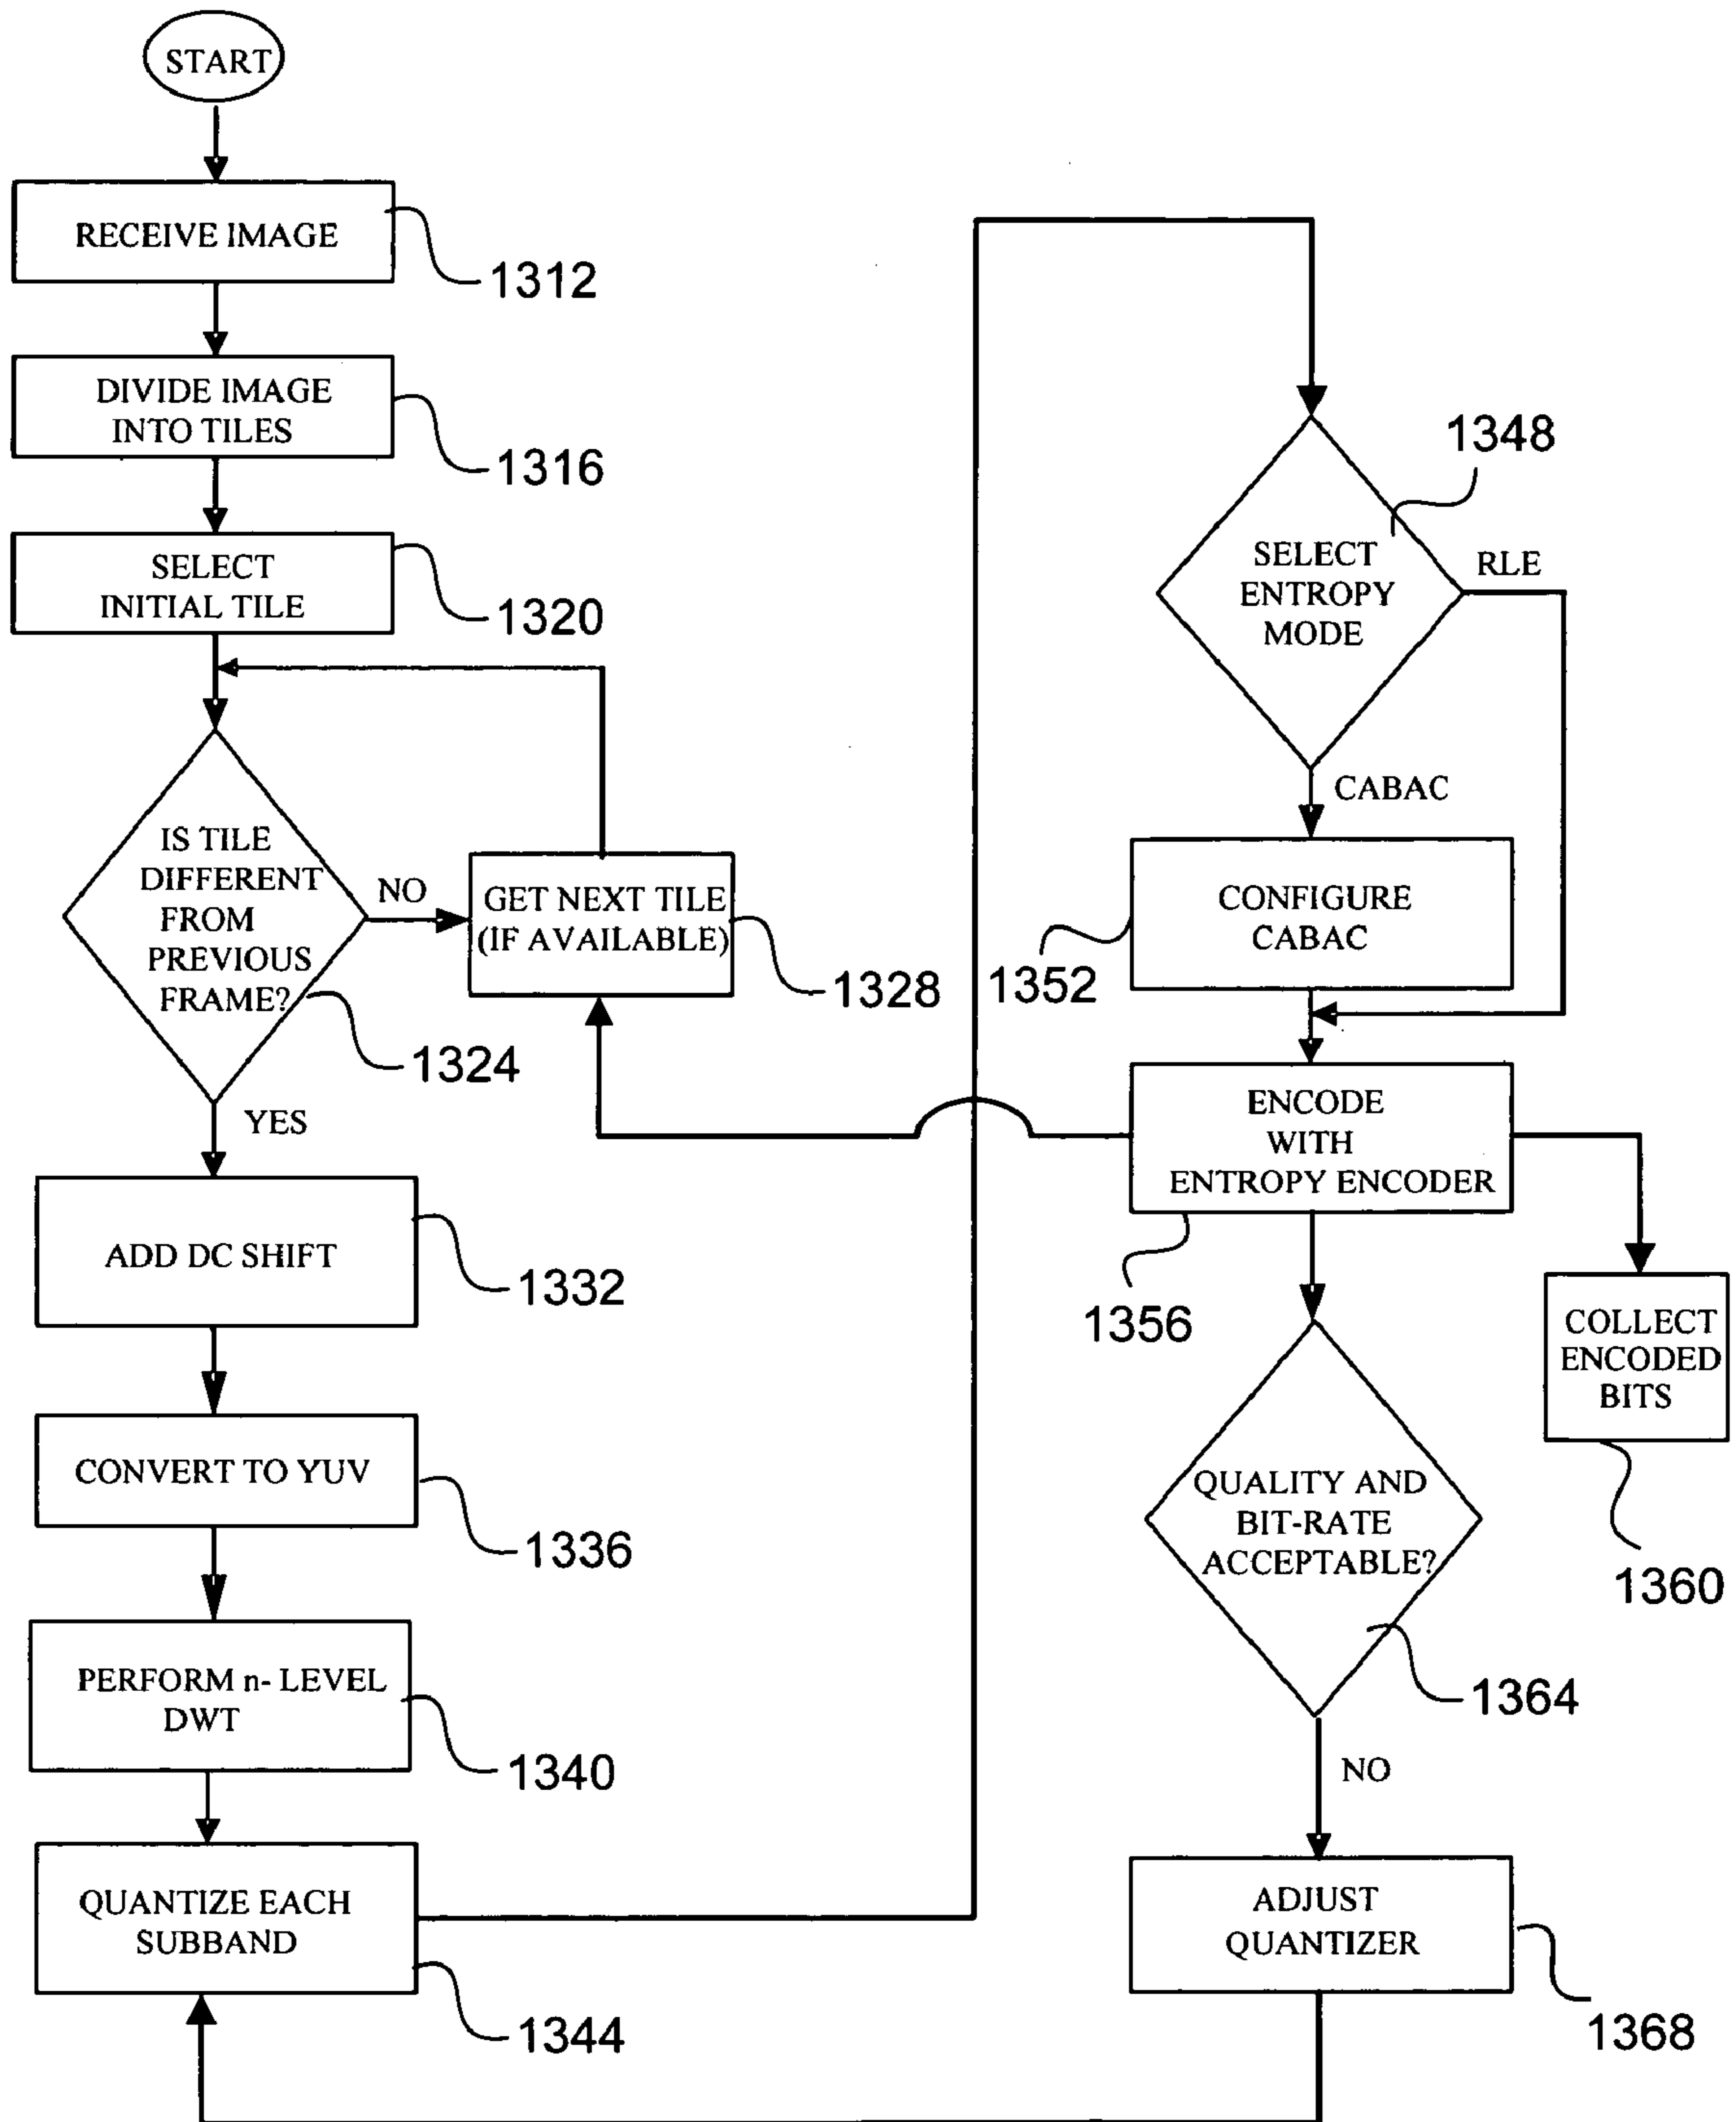 START
RECEIVE IMAGE
1312
DIVIDE IMAGE
INTO TILES
1316
SELECT
INITIAL TILE
1320
IS TILE
DIFFERENT
FROM
PREVIOUS
FRAME?
1324
NO
GET NEXT TILE
(IF AVAILABLE)
1328
YES
ADD DC SHIFT
1332
CONVERT TO YUV
1336
PERFORM n- LEVEL
DWT
1340
QUANTIZE EACH
SUBBAND
1344
1348
SELECT
ENTROPY
MODE
RLE
CABAC
CONFIGURE
CABAC
1352
ENCODE
WITH
ENTROPY ENCODER
1356
COLLECT
ENCODED
BITS
1360
QUALITY AND
BIT-RATE
ACCEPTABLE?
1364
NO
ADJUST
QUANTIZER
1368